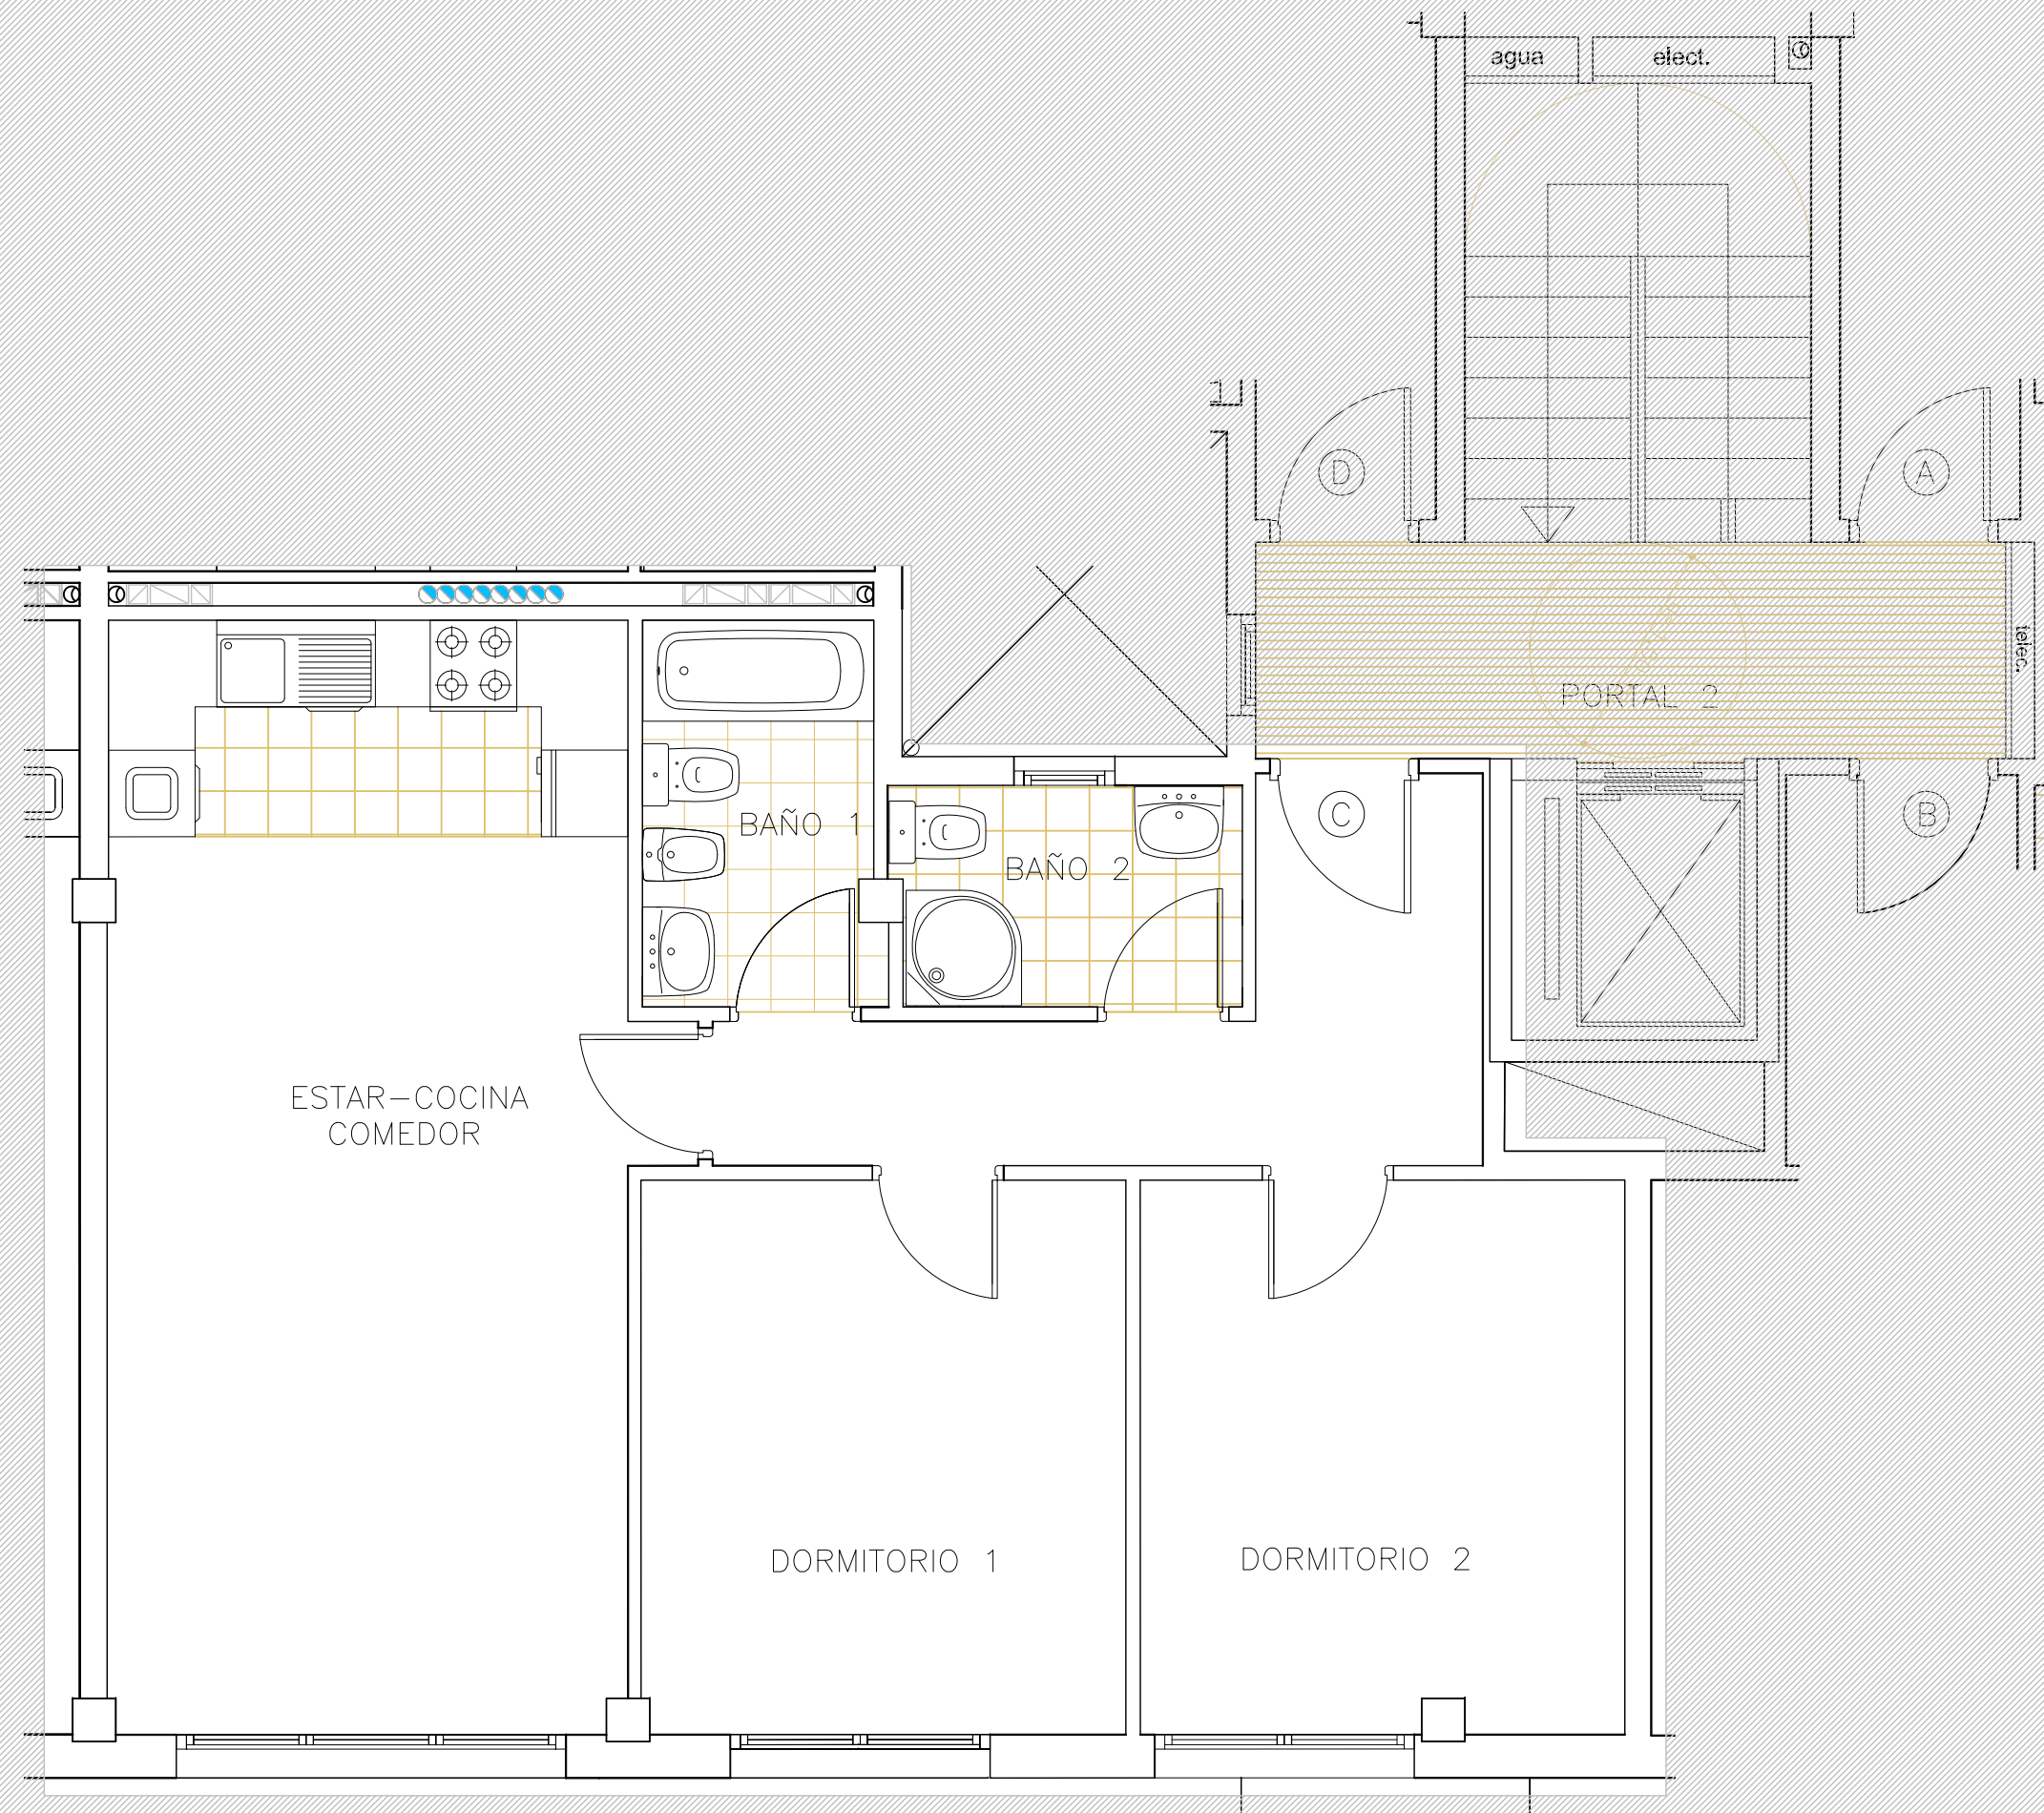 agua
elect.
D
A
telec.
PORTAL 2
C
B
BAÑO 1
BAÑO 2
ESTAR-COCINA
COMEDOR
DORMITORIO 1
DORMITORIO 2